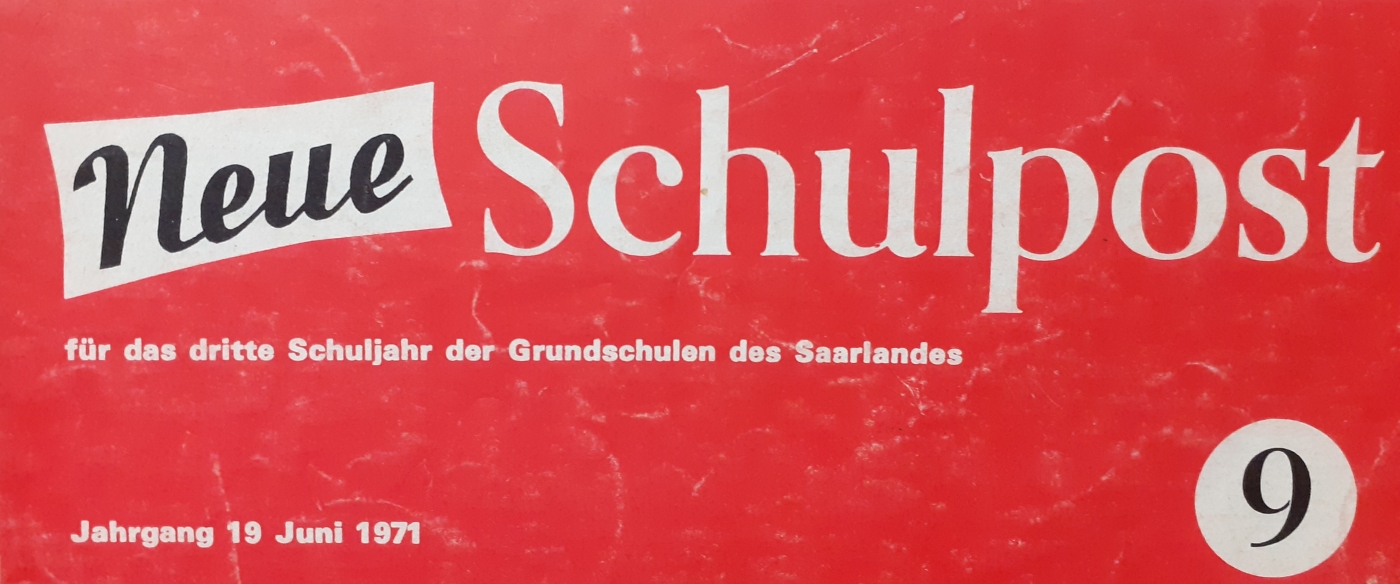 Neue Schulpost
für das dritte Schuljahr der Grundschulen des Saarlandes
9
Jahrgang 19 Juni 1971